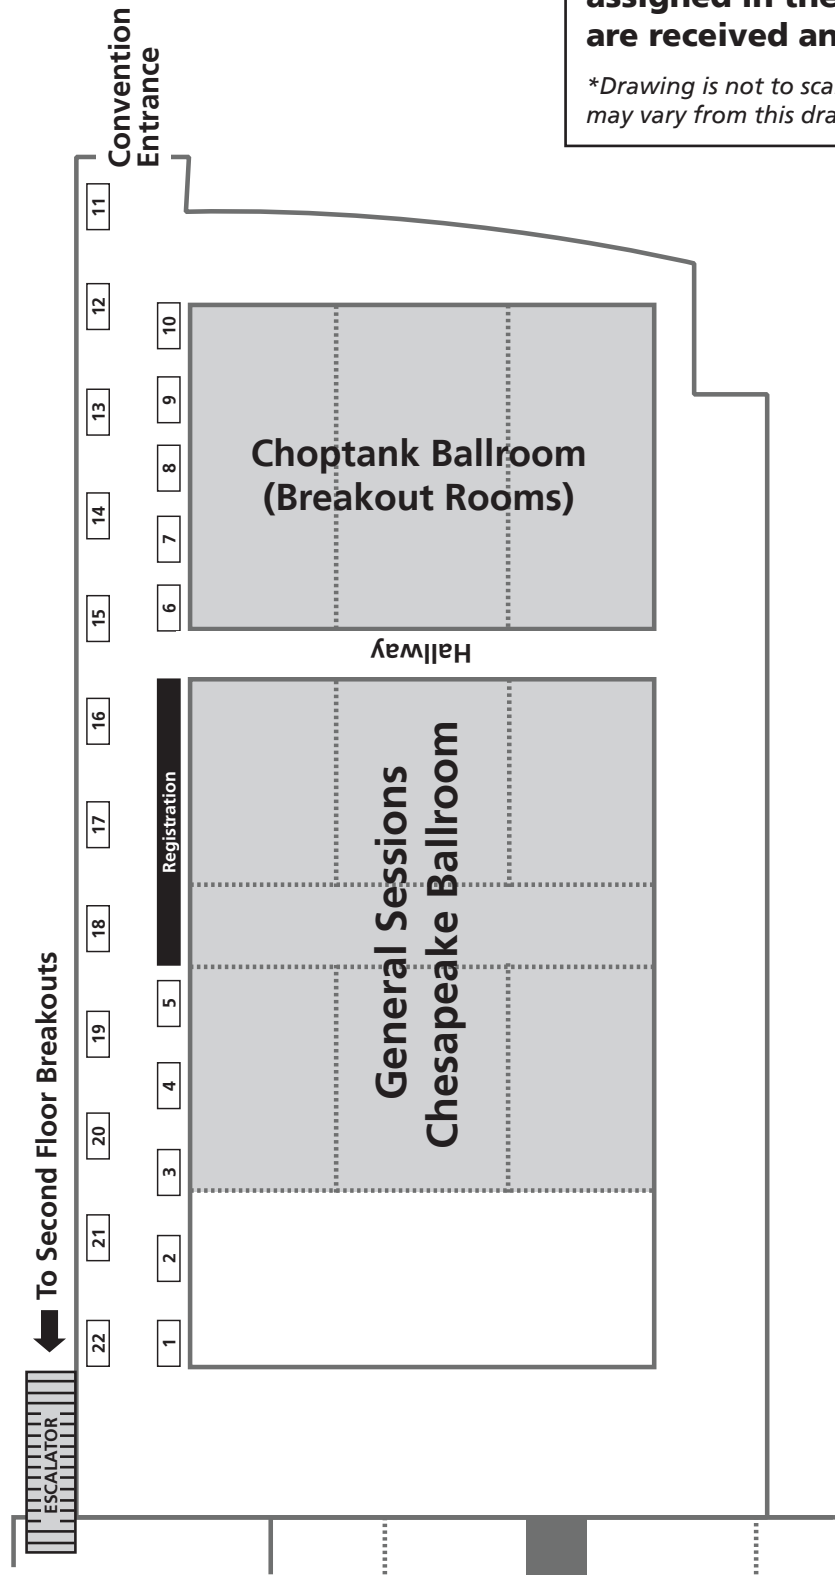 assigned in the
are received an
*Drawing is not to sca
may vary from this dra
Convention
Entrance
11
12
10
13
9
8
14
7
15
6
Choptank Ballroom
(Breakout Rooms)
Hallway
16
17
18
Registration
General Sessions
Chesapeake Ballroom
5
19
4
20
3
21
2
22
1
To Second Floor Breakouts
ESCALATOR